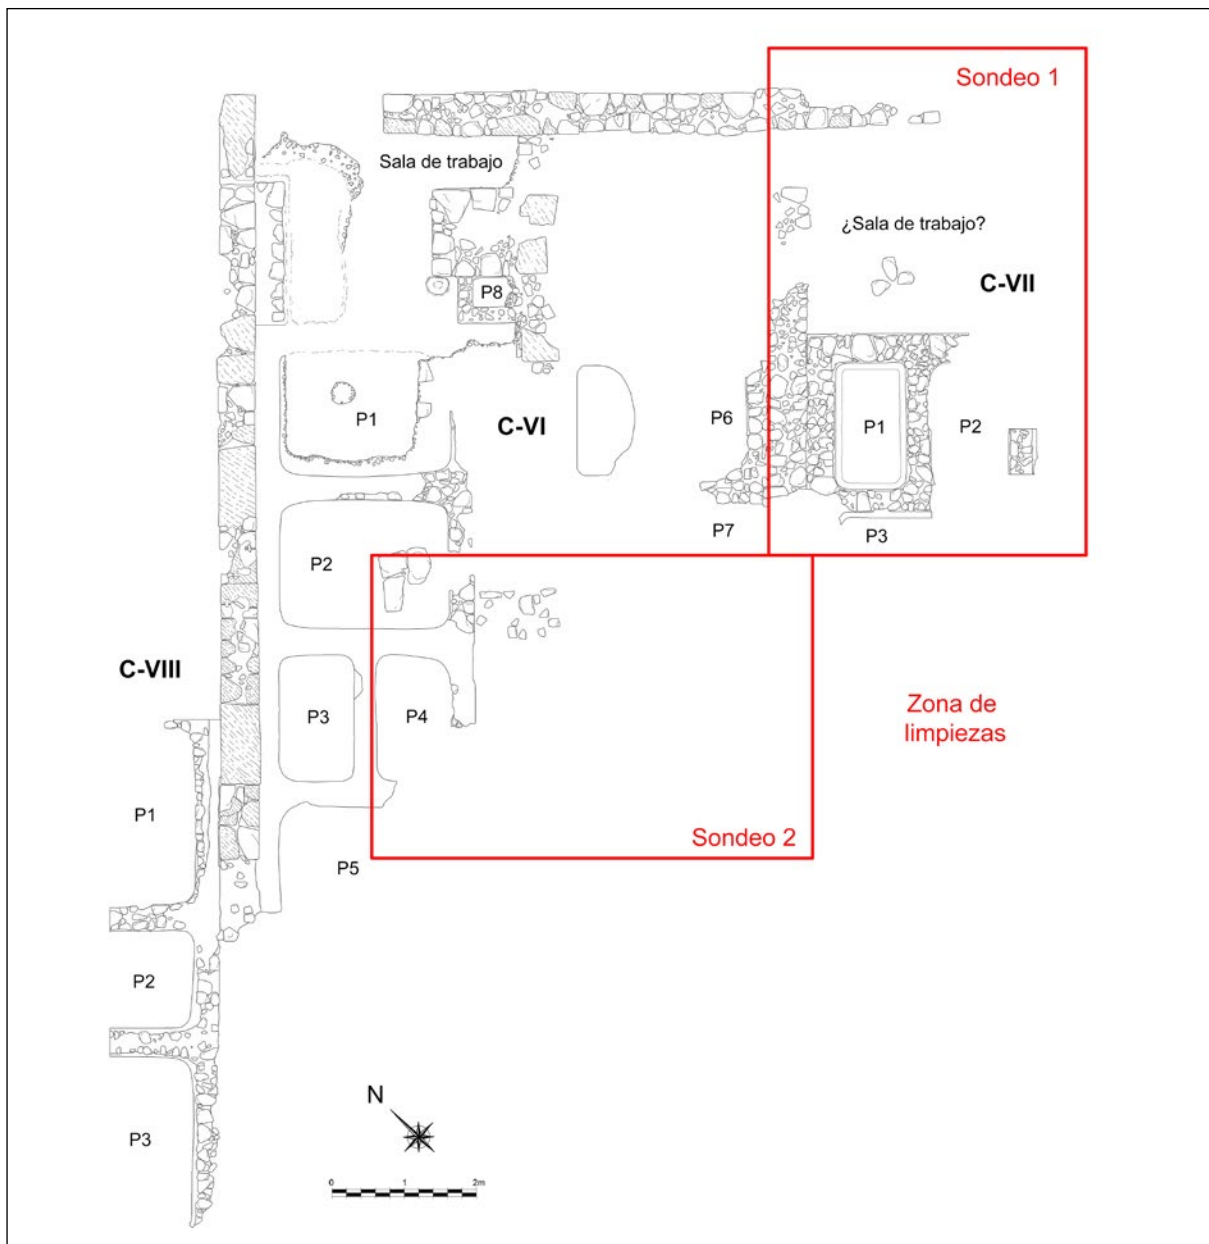 Sondeo 1
Sala de trabajo
¿Sala de trabajo?
C-VII
P8
P1
C-VI
P6
P1
P2
P2
P7
P3
C-VIII
P3
P4
Zona de
limpiezas
P1
Sondeo 2
P5
P2
N
P3
0 1 2m